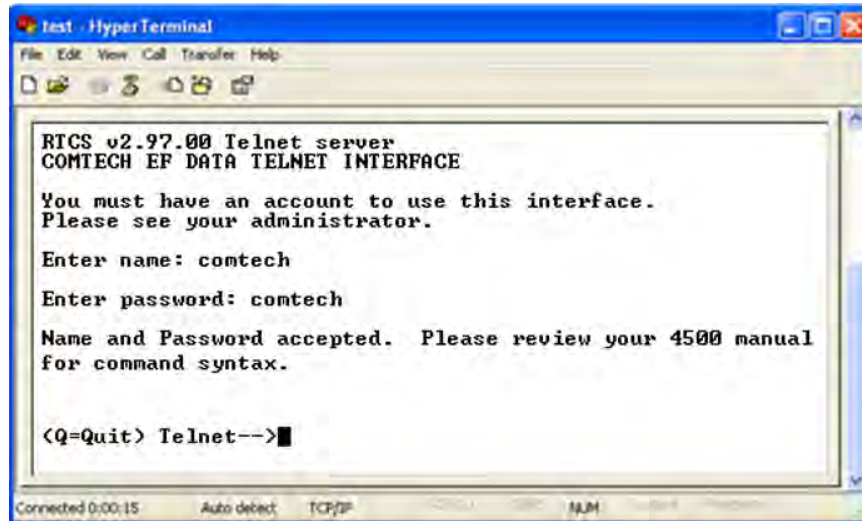 test - HyperTerminal
File Edit View Call Transfer Help
RTCS v2.97.00 Telnet server
COMTECH EF DATA TELNET INTERFACE
You must have an account to use this interface.
Please see your administrator.
Enter name: comtech
Enter password: comtech
Name and Password accepted.  Please review your 4500 manual
for command syntax.
(Q=Quit) Telnet-->
Connected 0:00:15 Auto detect TCP/IP NUM